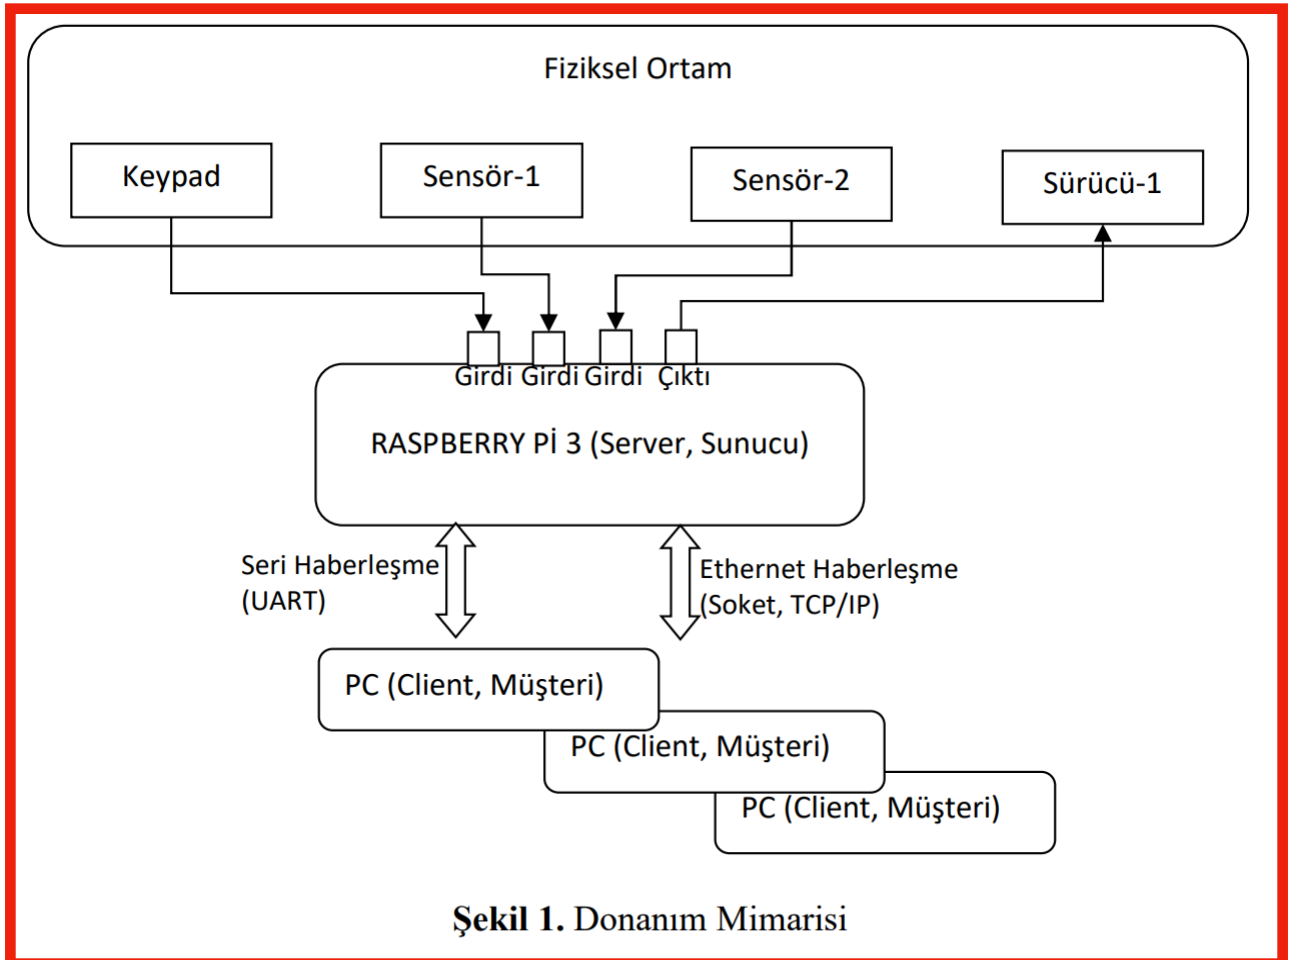 Fiziksel Ortam
Keypad
Sensör-1
Sensör-2
Sürücü-1
Girdi Girdi Girdi Çıktı
RASPBERRY Pİ 3 (Server, Sunucu)
Seri Haberleşme
(UART)
Ethernet Haberleşme
(Soket, TCP/IP)
PC (Client, Müşteri)
PC (Client, Müşteri)
PC (Client, Müşteri)
Şekil 1. Donanım Mimarisi